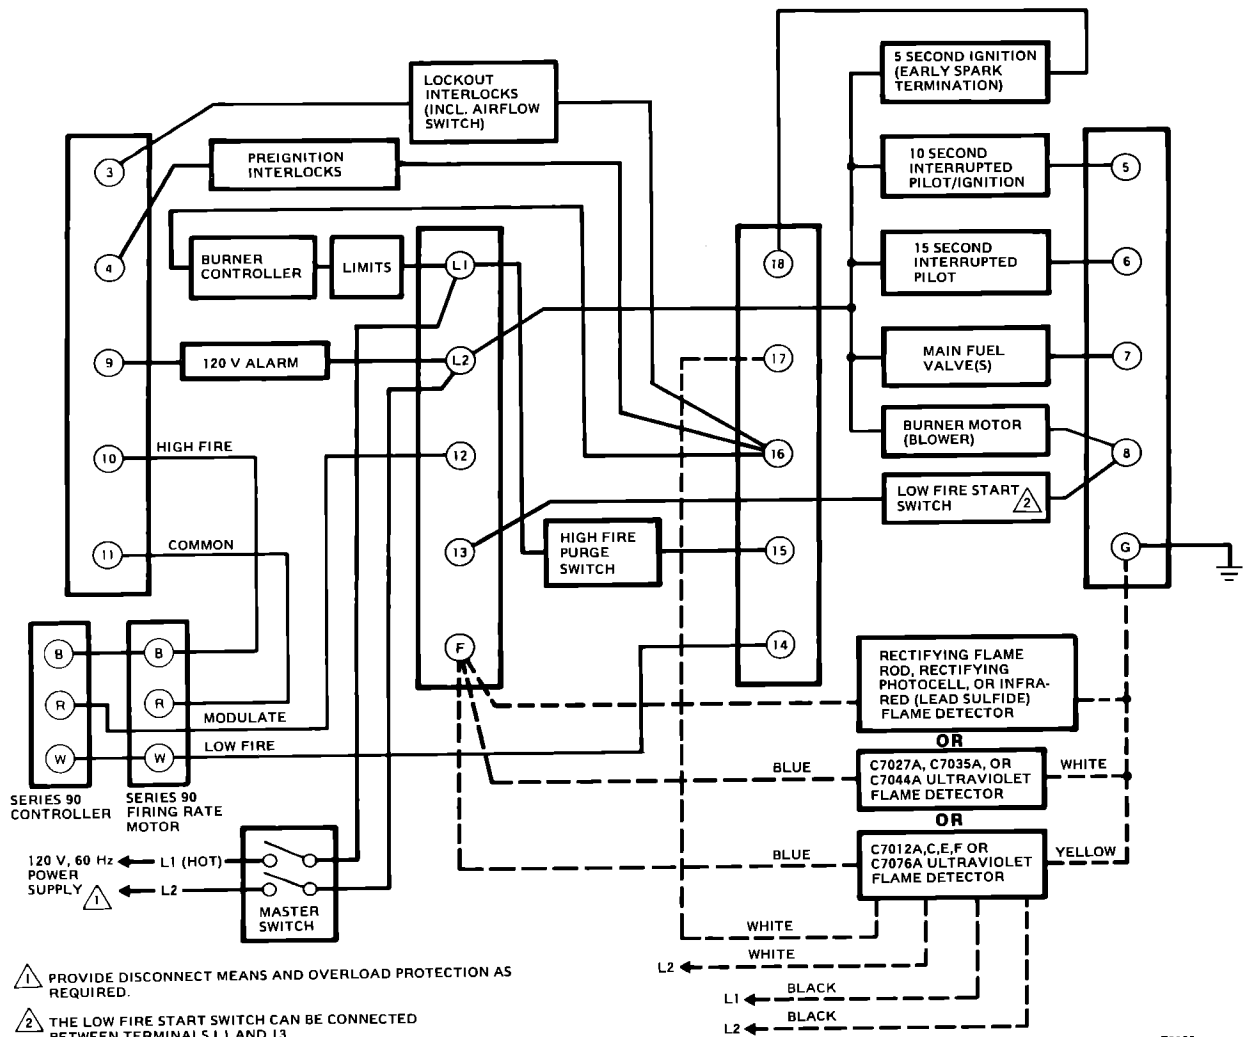 5 SECOND IGNITION
(EARLY SPARK
TERMINATION)
LOCKOUT
INTERLOCKS
(INCL. AIRFLOW
SWITCH)
PREIGNITION
INTERLOCKS
10 SECOND
INTERRUPTED
PILOT/IGNITION
3
5
BURNER
CONTROLLER
LIMITS
15 SECOND
INTERRUPTED
PILOT
4
L1
18
6
120 V ALARM
MAIN FUEL
VALVE(S)
9
L2
17
7
BURNER MOTOR
(BLOWER)
HIGH FIRE
10
12
16
8
LOW FIRE START
SWITCH 2
HIGH FIRE
PURGE
SWITCH
COMMON
11
13
15
G
B
B
F
14
RECTIFYING FLAME
ROD, RECTIFYING
PHOTOCELL, OR INFRA-
RED (LEAD SULFIDE)
FLAME DETECTOR
R
R
MODULATE
OR
W
W
LOW FIRE
BLUE
C7027A, C7035A, OR
C7044A ULTRAVIOLET
FLAME DETECTOR
WHITE
SERIES 90
CONTROLLER
SERIES 90
FIRING RATE
MOTOR
OR
120 V, 60 Hz
POWER
SUPPLY 1
L1 (HOT)
L2
MASTER
SWITCH
BLUE
C7012A,C,E,F OR
C7076A ULTRAVIOLET
FLAME DETECTOR
YELLOW
WHITE
L2
WHITE
L1
BLACK
L2
BLACK
1 PROVIDE DISCONNECT MEANS AND OVERLOAD PROTECTION AS
REQUIRED.
2 THE LOW FIRE START SWITCH CAN BE CONNECTED
BETWEEN TERMINALS L1 AND 13